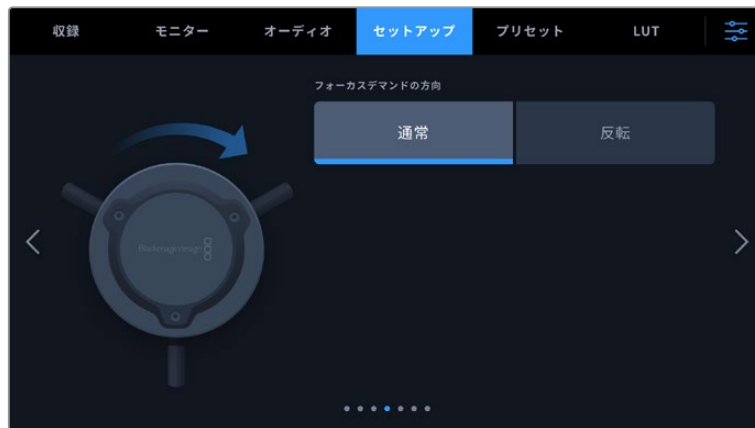 収録 モニター オーディオ セットアップ プリセット LUT
フォーカスデマンドの方向
通常 反転
Blackmagicdesign